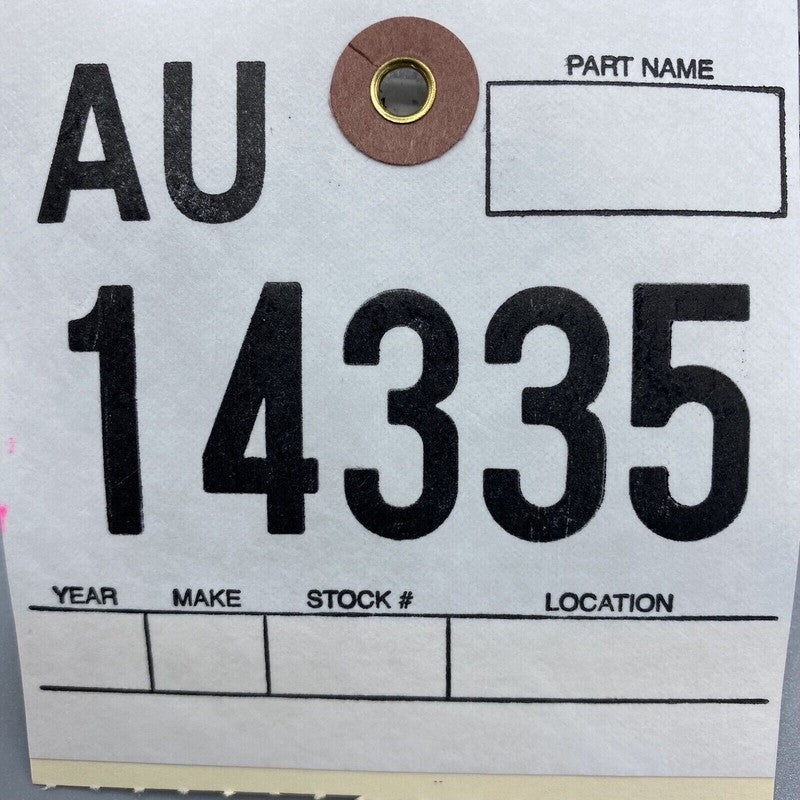 AU
PART NAME
14335
YEAR MAKE STOCK # LOCATION